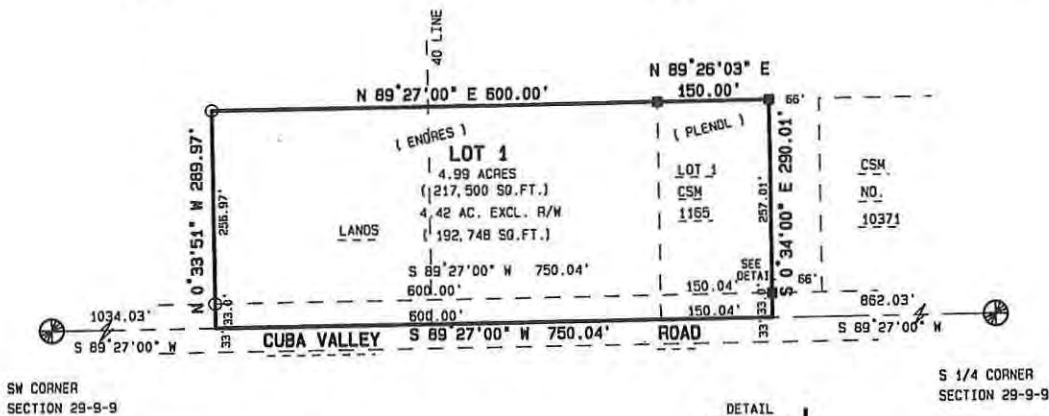 40 LINE
N 89°26'03" E
N 89°27'00" E 600.00'
150.00'
66'
( ENDRES )
( PLENDL )
LOT 1
4.99 ACRES
( 217,500 SQ.FT.)
4.42 AC. EXCL. R/W
( 192,748 SQ.FT.)
LOT 1
CSM
1165
CSM
NO.
10371
LANDS
N 0°33'51" W 289.97'
256.97'
257.01'
S 0°34'00" E 290.01'
S 89°27'00" W 750.04'
SEE
DETAIL
600.00'
150.04'
66'
33.0'
33.0'
1034.03'
600.00'
150.04'
862.03'
S 89°27'00" W
33'
CUBA VALLEY S 89°27'00" W 750.04' ROAD
33'
S 89°27'00" W
SW CORNER
SECTION 29-9-9
S 1/4 CORNER
SECTION 29-9-9
DETAIL